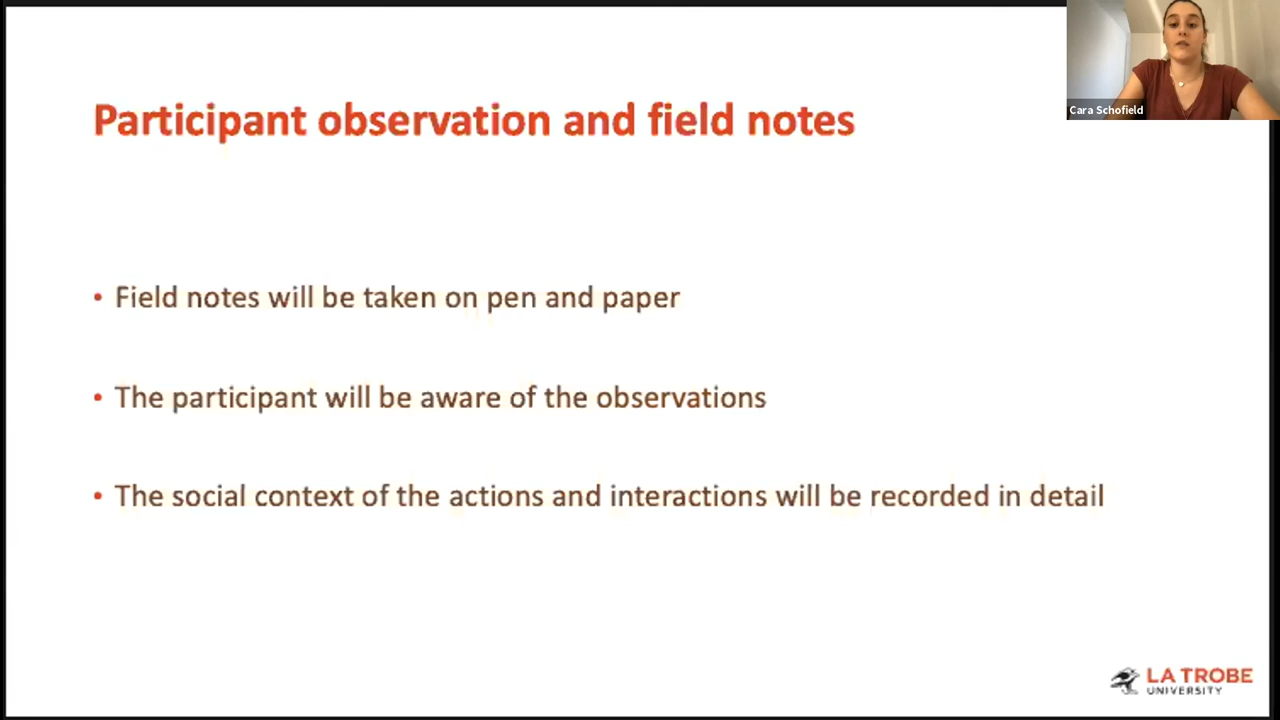 Participant observation and field notes
Cara Schofield
• Field notes will be taken on pen and paper
• The participant will be aware of the observations
• The social context of the actions and interactions will be recorded in detail
LA TROBE
UNIVERSITY